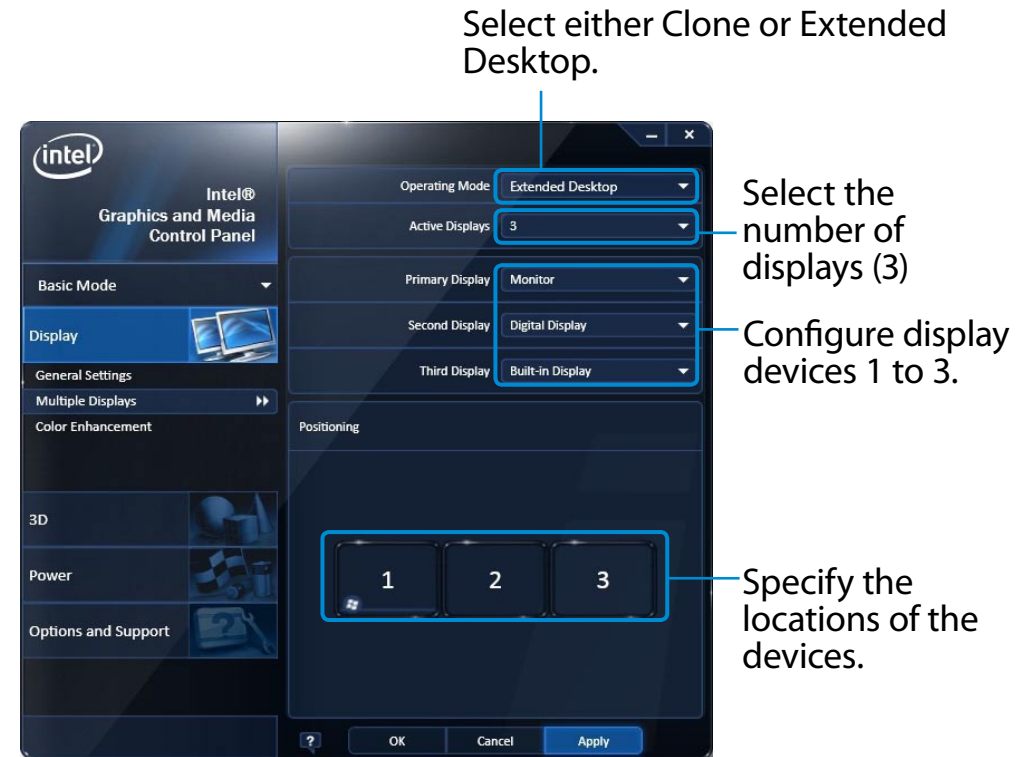 Select either Clone or Extended
Desktop.
intel
Intel®
Graphics and Media
Control Panel
Basic Mode
Display
General Settings
Multiple Displays
Color Enhancement
3D
Power
Options and Support
Operating Mode Extended Desktop
Active Displays 3
Primary Display Monitor
Second Display Digital Display
Third Display Built-in Display
Positioning
1 2 3
? OK Cancel Apply
Select the
number of
displays (3)
Configure display
devices 1 to 3.
Specify the
locations of the
devices.